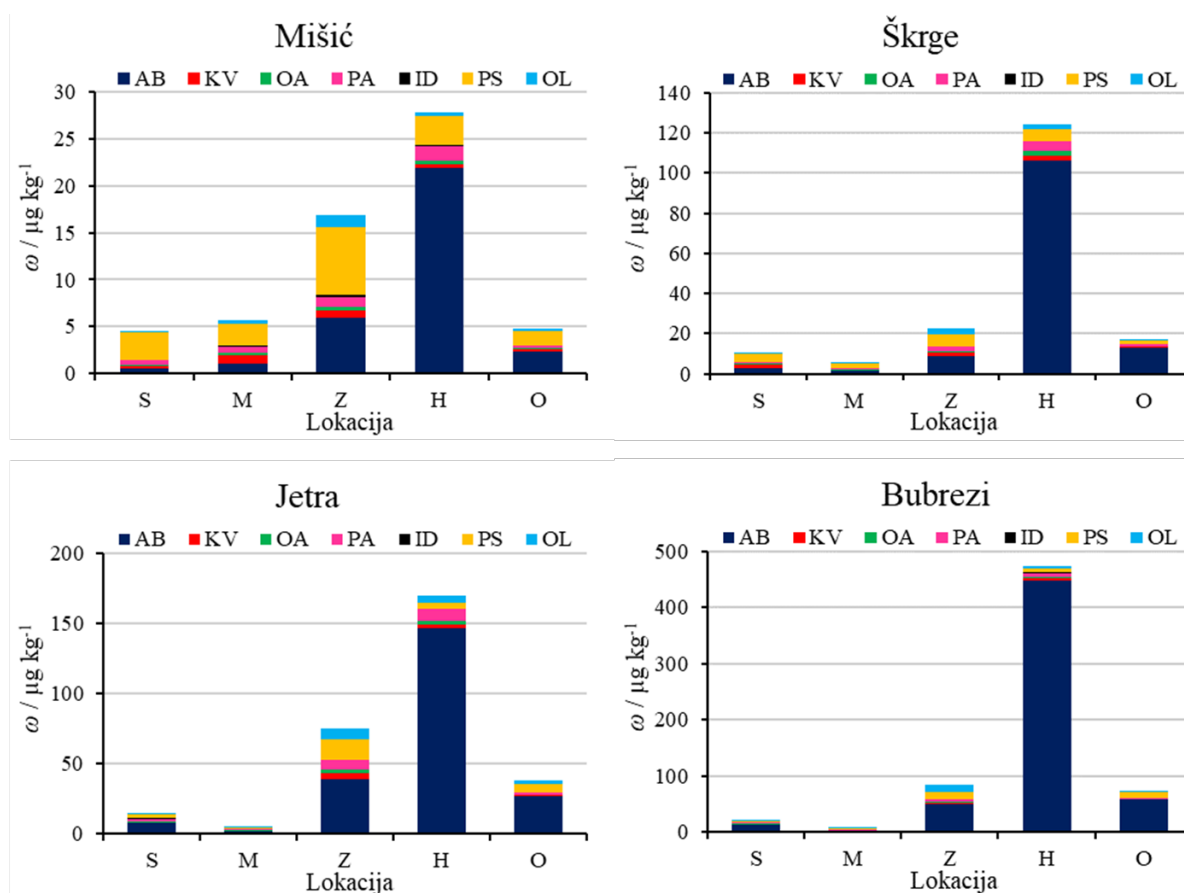 Mišić
AB KV OA PA ID PS OL
30
25
20
15
10
5
0
ω / µg kg⁻¹
S M Z H O
Lokacija
Škrge
AB KV OA PA ID PS OL
140
120
100
80
60
40
20
0
ω / µg kg⁻¹
S M Z H O
Lokacija
Jetra
AB KV OA PA ID PS OL
200
150
100
50
0
ω / µg kg⁻¹
S M Z H O
Lokacija
Bubrezi
AB KV OA PA ID PS OL
500
400
300
200
100
0
ω / µg kg⁻¹
S M Z H O
Lokacija